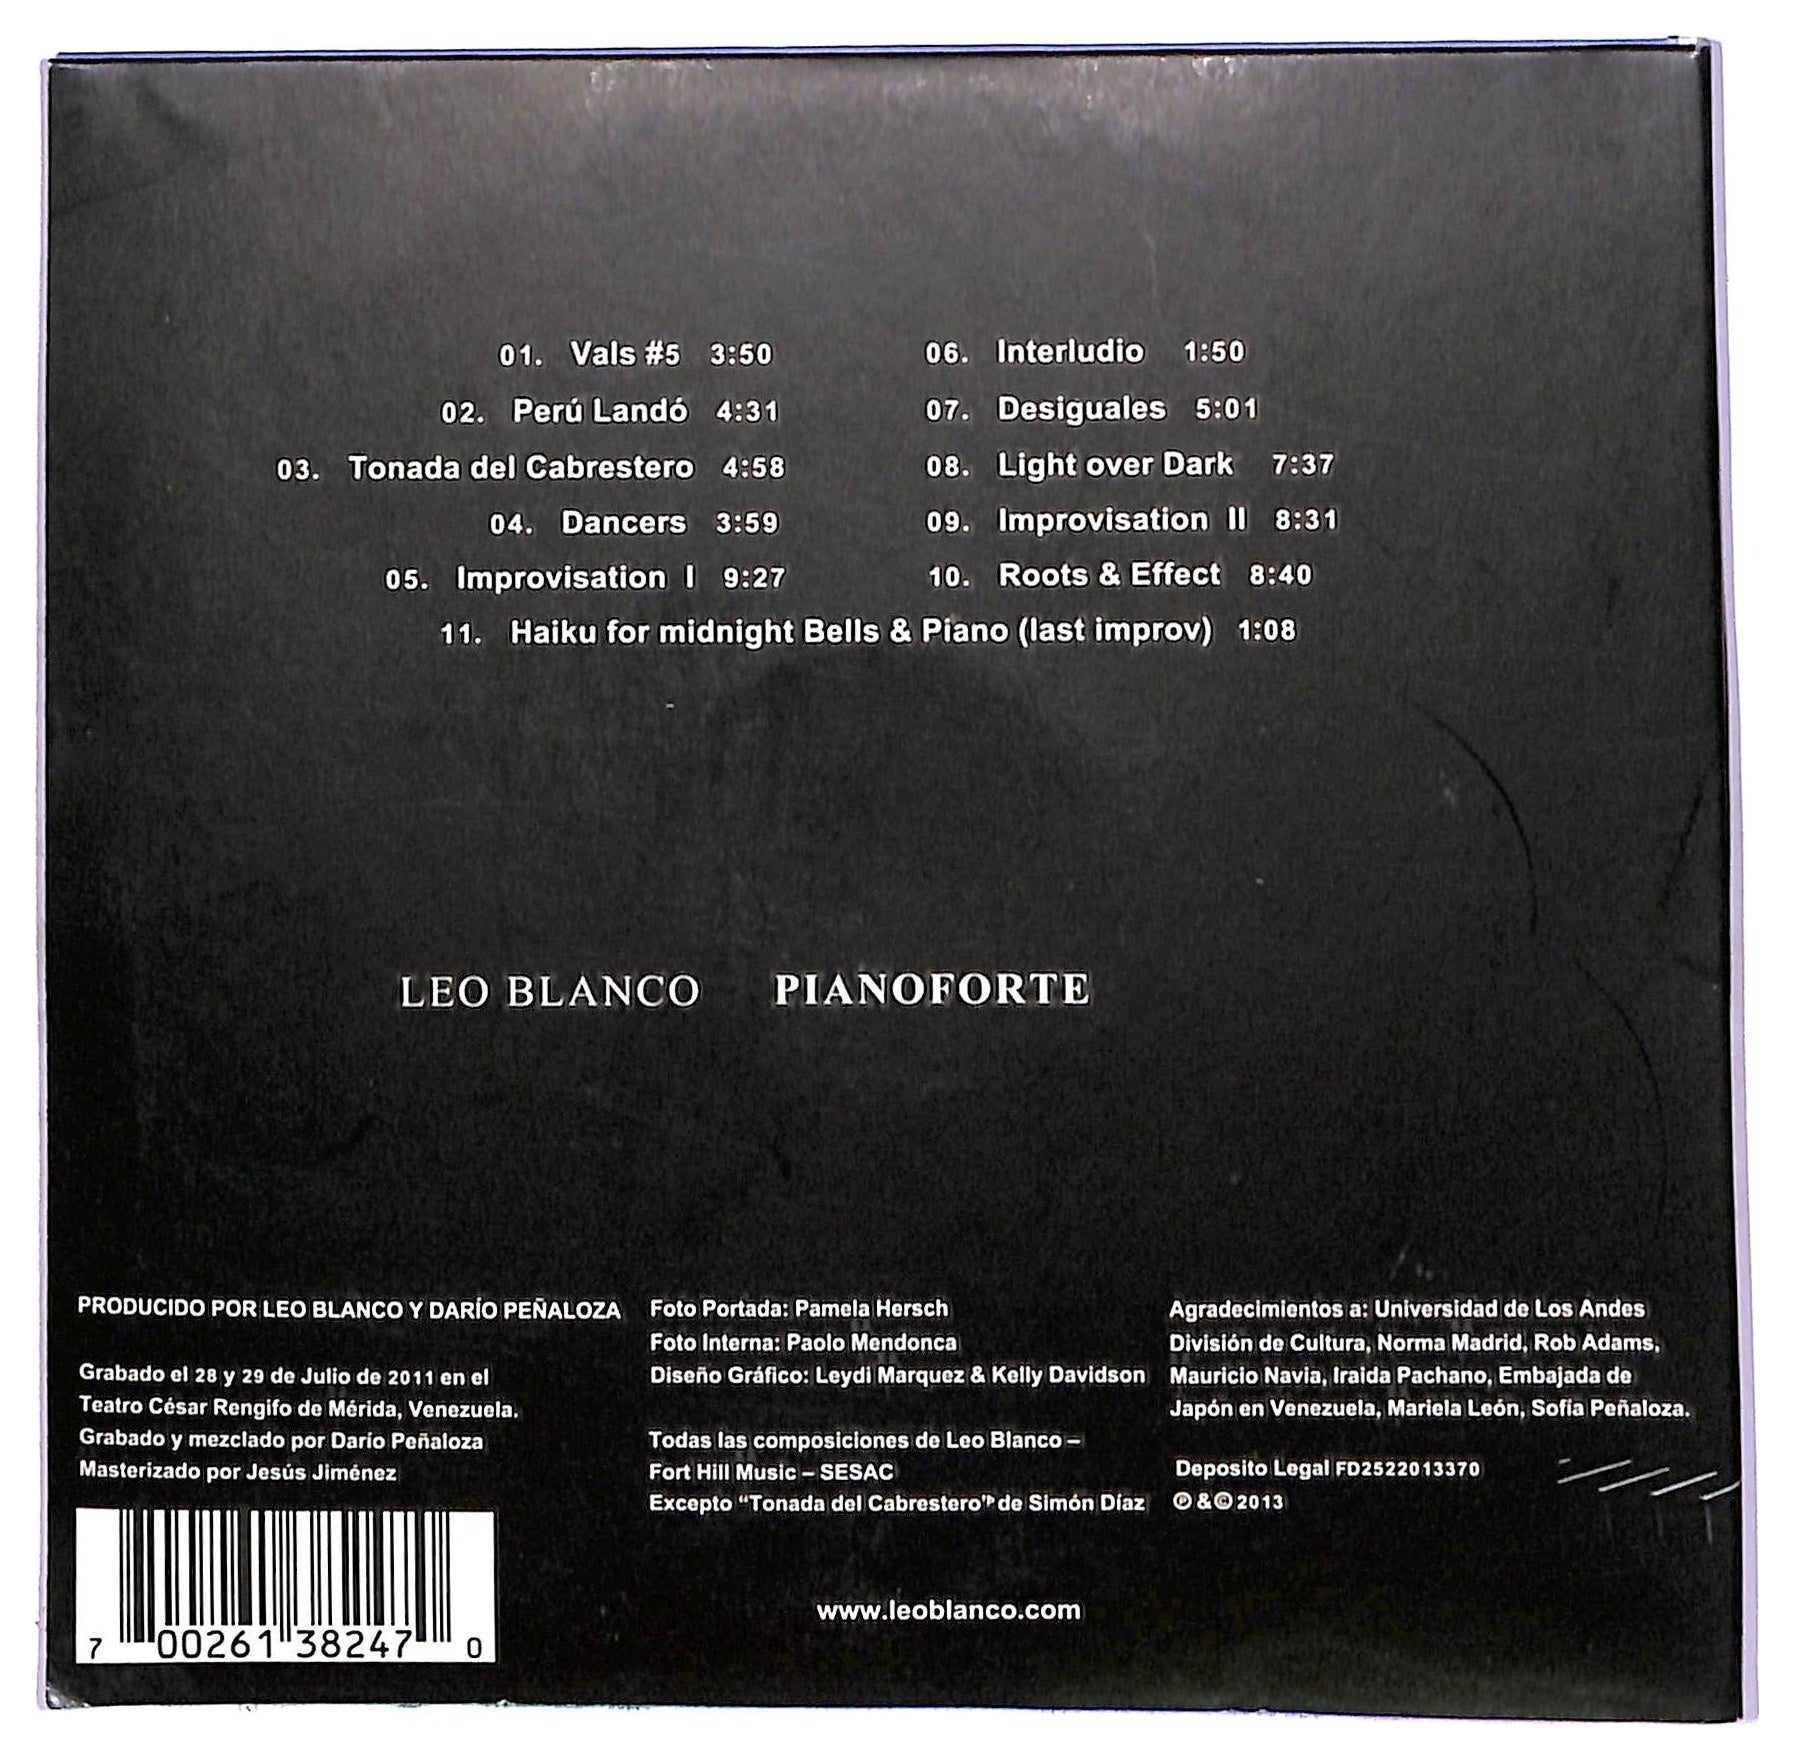 01. Vals #5 3:50
02. Perú Landó 4:31
03. Tonada del Cabrestero 4:58
04. Dancers 3:59
05. Improvisation I 9:27
06. Interludio 1:50
07. Desiguales 5:01
08. Light over Dark 7:37
09. Improvisation II 8:31
10. Roots & Effect 8:40
11. Haiku for midnight Bells & Piano (last improv) 1:08
LEO BLANCO PIANOFORTE
PRODUCIDO POR LEO BLANCO Y DARÍO PEÑALOZA
Grabado el 28 y 29 de Julio de 2011 en el
Teatro César Rengifo de Mérida, Venezuela.
Grabado y mezclado por Darío Peñaloza
Masterizado por Jesús Jiménez
7 00261 38247 0
Foto Portada: Pamela Hersch
Foto Interna: Paolo Mendonca
Diseño Gráfico: Leydi Marquez & Kelly Davidson
Todas las composiciones de Leo Blanco –
Fort Hill Music – SESAC
Excepto “Tonada del Cabrestero” de Simón Díaz
www.leoblanco.com
Agradecimientos a: Universidad de Los Andes
División de Cultura, Norma Madrid, Rob Adams,
Mauricio Navia, Iraida Pachano, Embajada de
Japón en Venezuela, Mariela León, Sofía Peñaloza.
Deposito Legal FD2522013370
℗ & © 2013